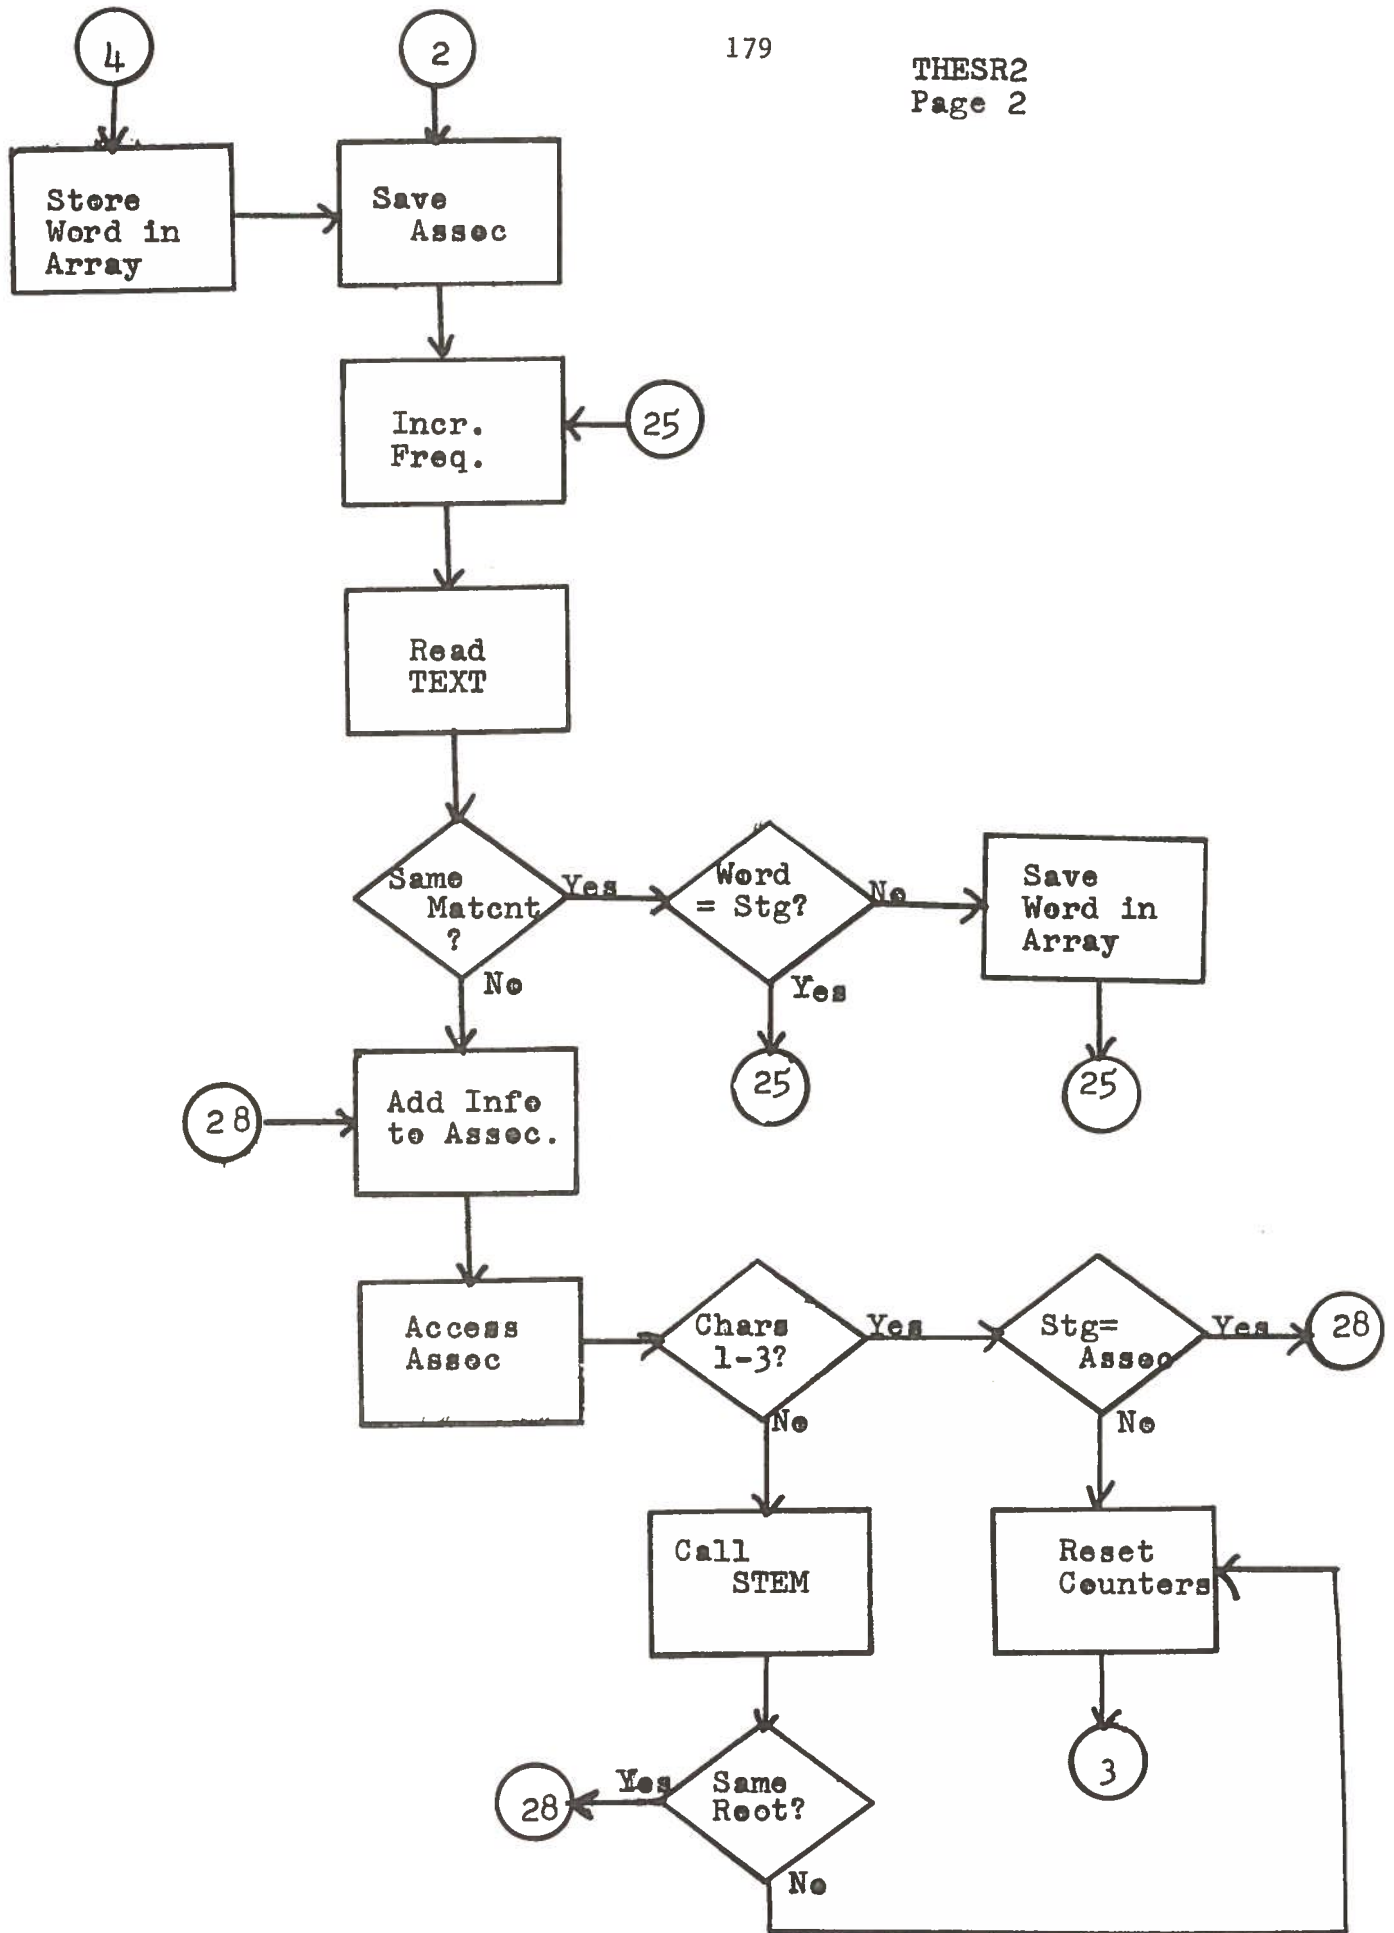 179
THESR2
Page 2
4
2
Store
Word in
Array
Save
Assoc
Incr.
Freq.
25
Read
TEXT
Same
Matcnt
?
Yes
Word
= Stg?
No
Save
Word in
Array
No
Yes
25
25
28
Add Info
to Assoc.
Access
Assoc
Chars
1-3?
Yes
Stg=
Assoc
Yes
28
No
No
Call
STEM
Reset
Counters
3
28
Yes
Same
Root?
No